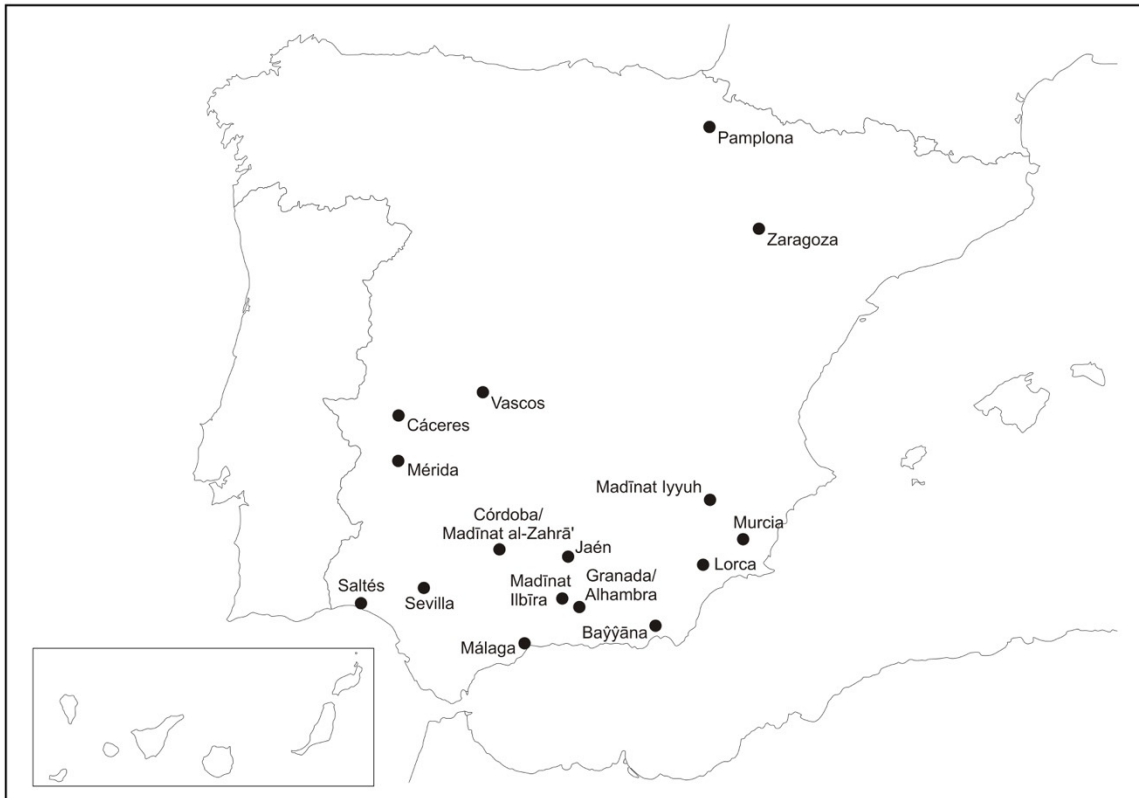 Pamplona
Zaragoza
Vascos
Cáceres
Mérida
Madīnat Iyyuh
Murcia
Córdoba/
Madīnat al-Zahrā'
Jaén
Lorca
Granada/
Alhambra
Madīnat
Ilbīra
Saltés
Sevilla
Baŷŷāna
Málaga